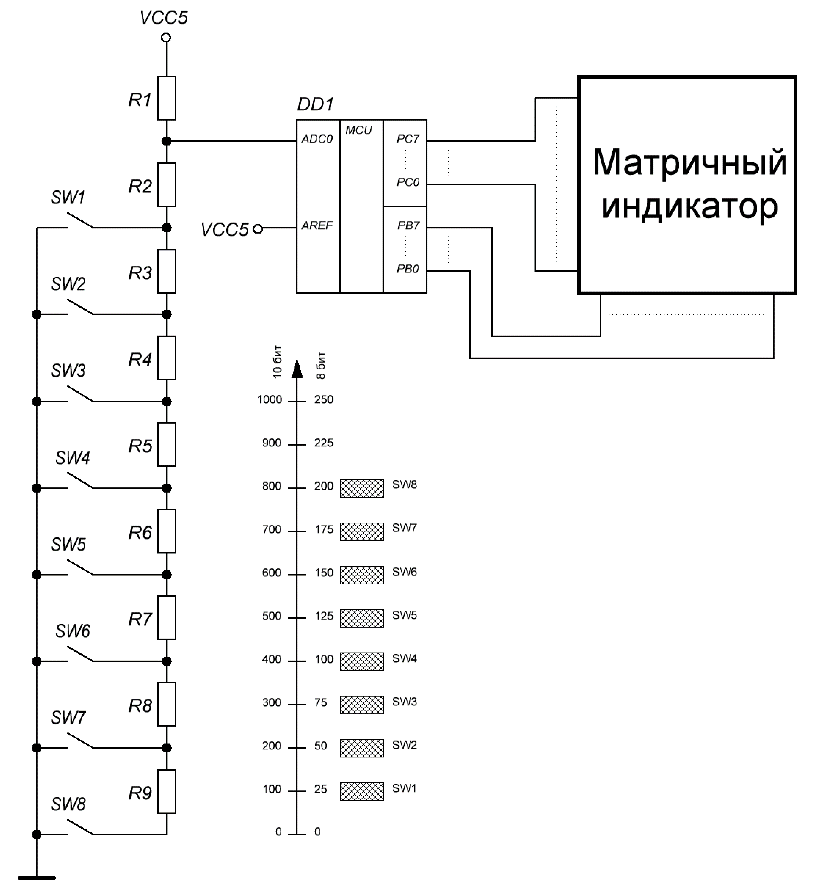 VCC5
R1
DD1
ADC0
MCU
PC7
PC0
Матричный
индикатор
R2
SW1
VCC5
AREF
PB7
PB0
R3
SW2
R4
SW3
R5
SW4
R6
SW5
R7
SW6
R8
SW7
R9
SW8
10 бит
8 бит
1000 250
900 225
800 200 SW8
700 175 SW7
600 150 SW6
500 125 SW5
400 100 SW4
300 75 SW3
200 50 SW2
100 25 SW1
0 0